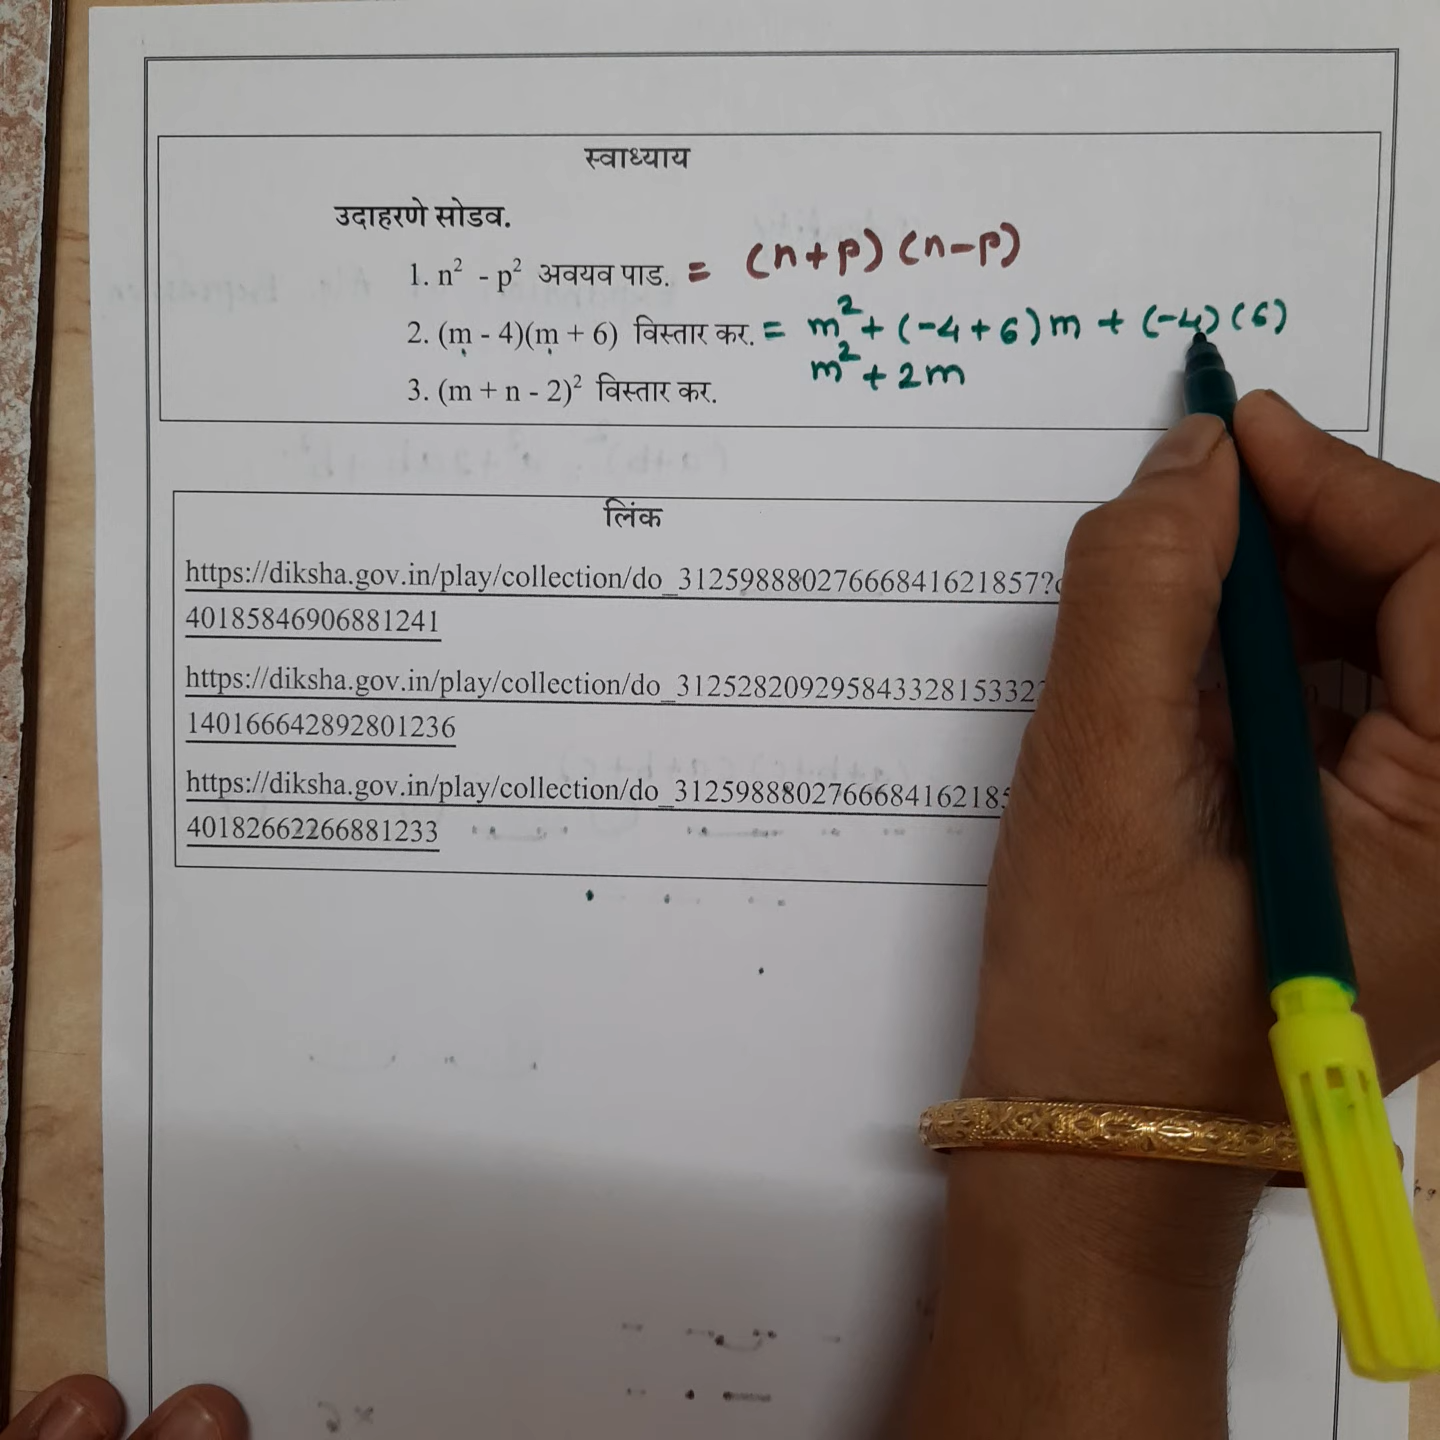 स्वाध्याय
उदाहरणे सोडव.
1. n² - p² अवयव पाड. = (n+p) (n-p)
2. (m - 4)(m + 6) विस्तार कर. = m² + (-4+6)m + (-4)(6)
m² + 2m
3. (m + n - 2)² विस्तार कर.
लिंक
https://diksha.gov.in/play/collection/do_31259888027666841621857?
40185846906881241
https://diksha.gov.in/play/collection/do_31252820929584332815332
140166642892801236
https://diksha.gov.in/play/collection/do_312598880276668416218
40182662266881233